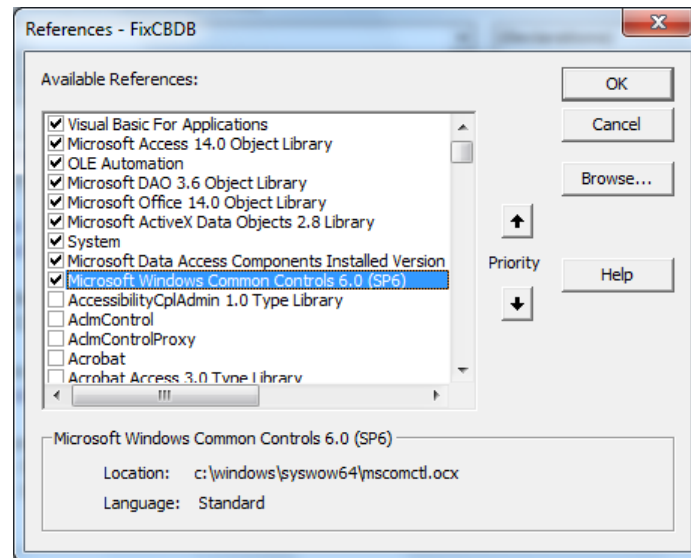 References - FixCBDB
Available References:
Visual Basic For Applications
Microsoft Access 14.0 Object Library
OLE Automation
Microsoft DAO 3.6 Object Library
Microsoft Office 14.0 Object Library
Microsoft ActiveX Data Objects 2.8 Library
System
Microsoft Data Access Components Installed Version
Microsoft Windows Common Controls 6.0 (SP6)
AccessibilityCplAdmin 1.0 Type Library
AclmControl
AdmControlProxy
Acrobat
Acrobat Access 3.0 Type Library
Priority
OK
Cancel
Browse...
Help
Microsoft Windows Common Controls 6.0 (SP6)
Location: c:\windows\syswow64\mscomctl.ocx
Language: Standard